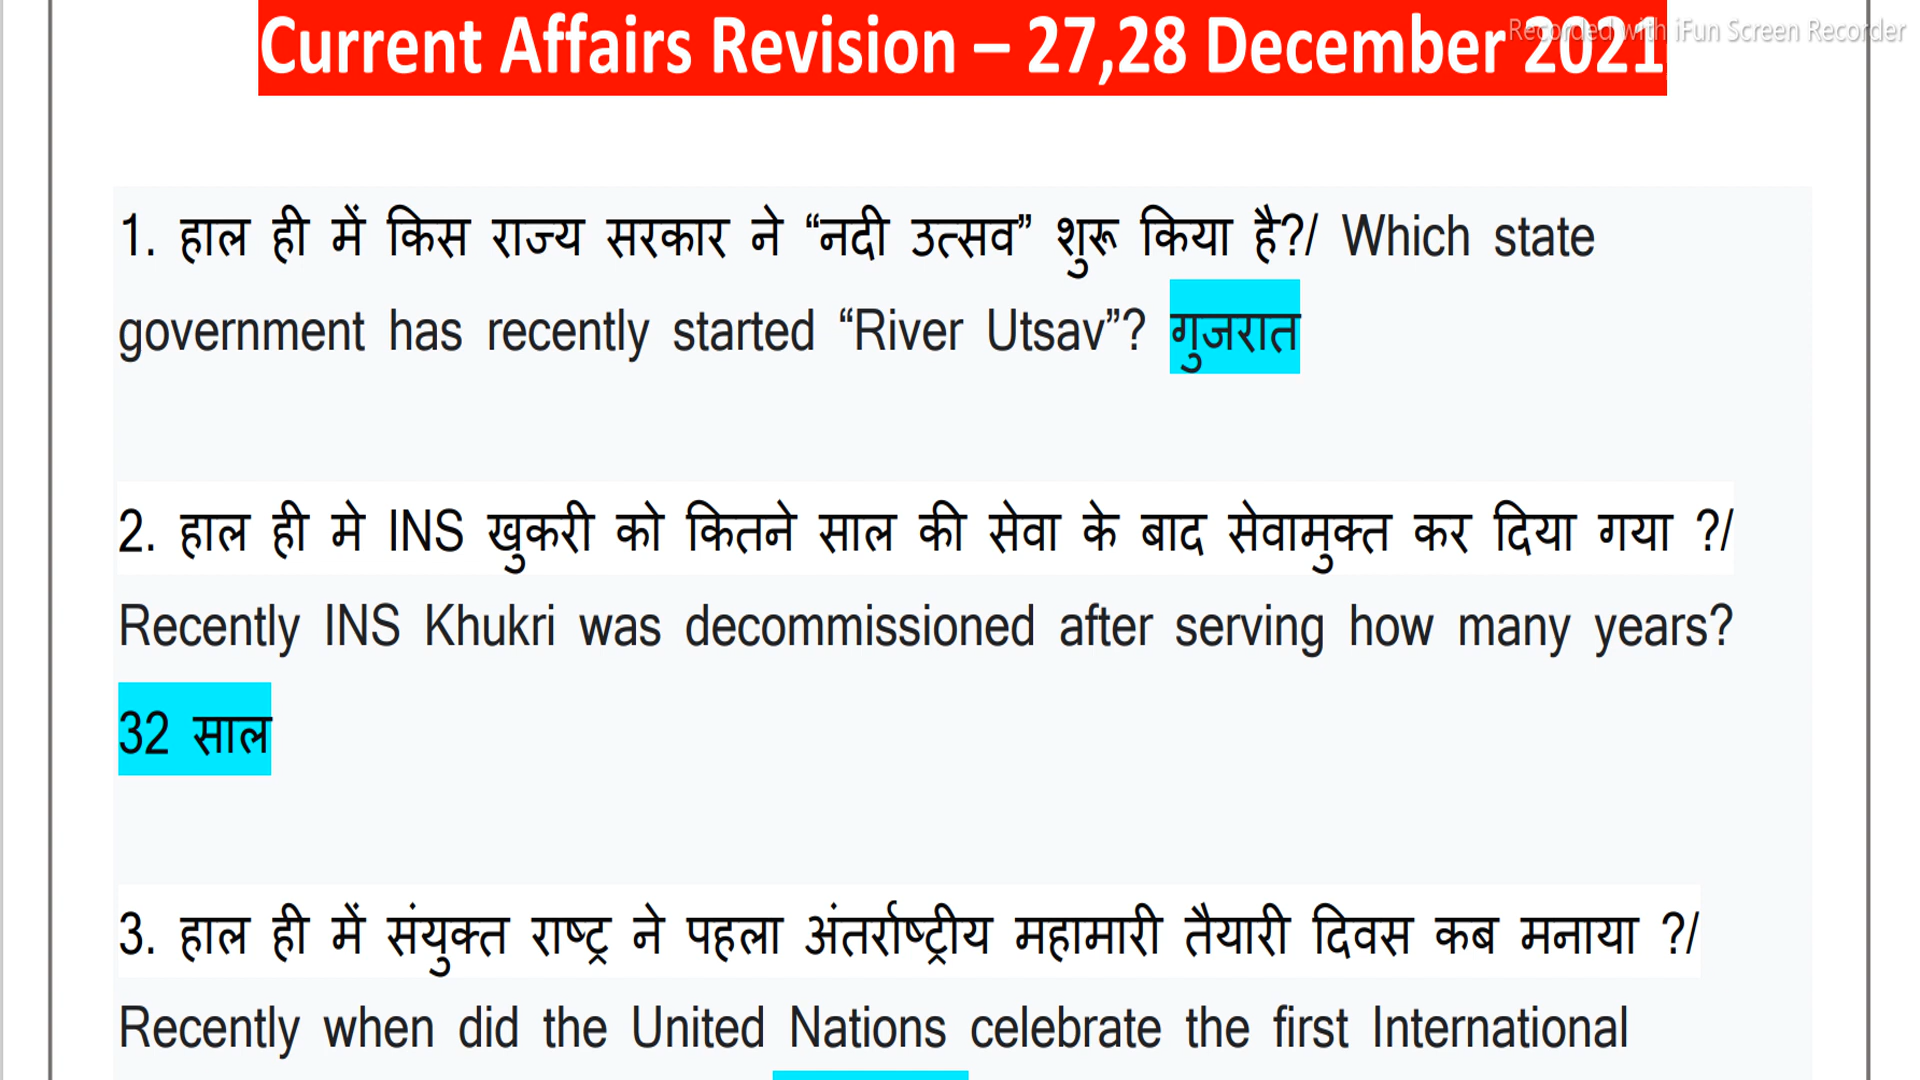 Current Affairs Revision – 27,28 December 2021
Recorded with iFun Screen Recorder
1. हाल ही में किस राज्य सरकार ने “नदी उत्सव” शुरू किया है?/ Which state
government has recently started “River Utsav”? गुजरात
2. हाल ही मे INS खुकरी को कितने साल की सेवा के बाद सेवामुक्त कर दिया गया ?/
Recently INS Khukri was decommissioned after serving how many years?
32 साल
3. हाल ही में संयुक्त राष्ट्र ने पहला अंतर्राष्ट्रीय महामारी तैयारी दिवस कब मनाया ?/
Recently when did the United Nations celebrate the first International